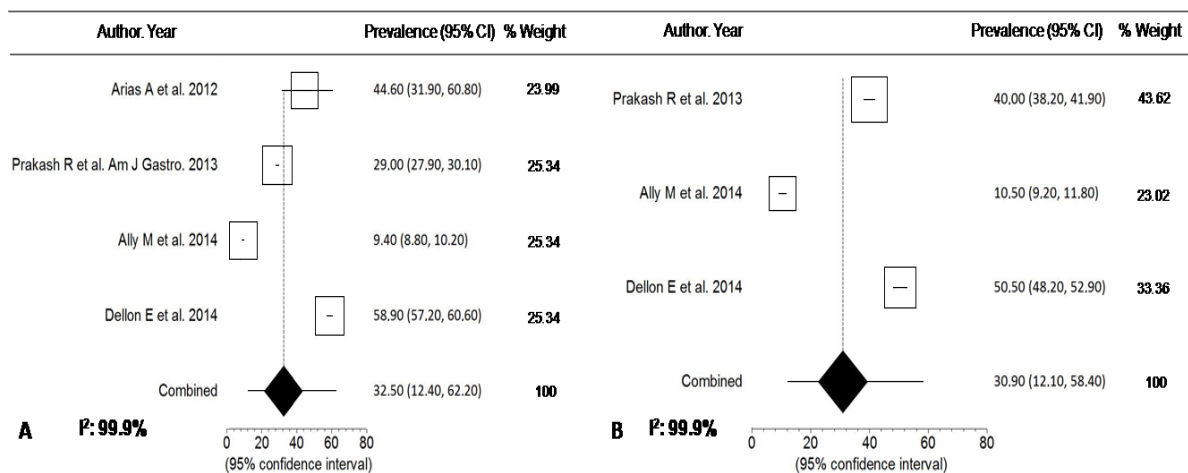 Author. Year Prevalence (95% CI) % Weight
Arias A et al. 2012 44.60 (31.90, 60.80) 23.99
Prakash R et al. Am J Gastro. 2013 29.00 (27.90, 30.10) 25.34
Ally M et al. 2014 9.40 (8.80, 10.20) 25.34
Dellon E et al. 2014 58.90 (57.20, 60.60) 25.34
Combined 32.50 (12.40, 62.20) 100
A I²: 99.9%
0 20 40 60 80
(95% confidence interval)
Author. Year Prevalence (95% CI) % Weight
Prakash R et al. 2013 40.00 (38.20, 41.90) 43.62
Ally M et al. 2014 10.50 (9.20, 11.80) 23.02
Dellon E et al. 2014 50.50 (48.20, 52.90) 33.36
Combined 30.90 (12.10, 58.40) 100
B I²: 99.9%
0 20 40 60 80
(95% confidence interval)